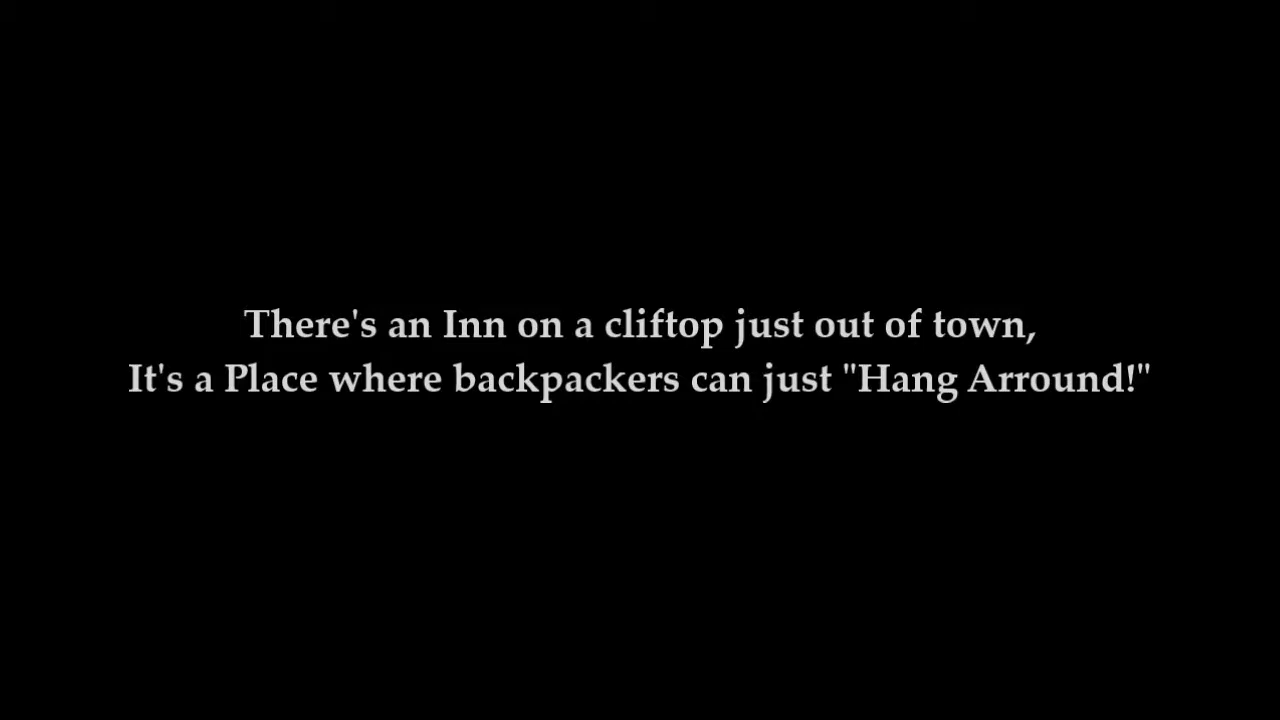 There's an Inn on a cliftop just out of town,
It's a Place where backpackers can just "Hang Arround!"